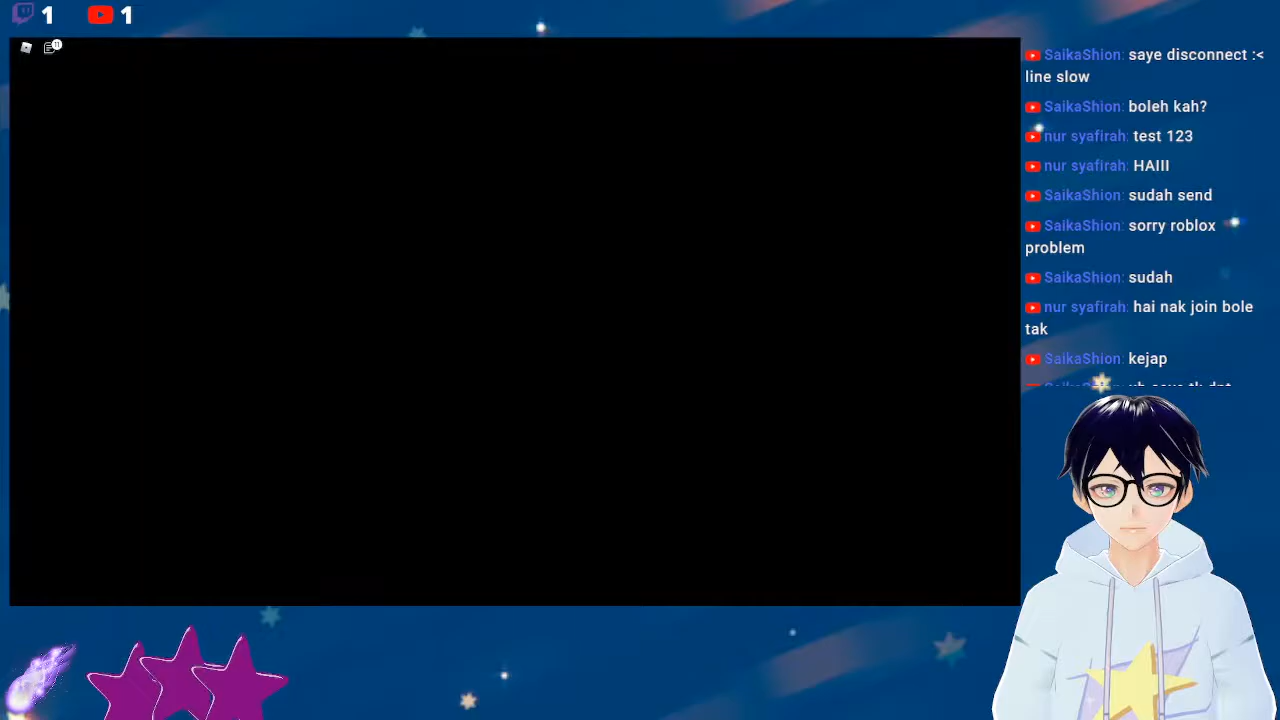 1
1
11
SaikaShion: saye disconnect :<
line slow
SaikaShion: boleh kah?
nur syafirah: test 123
nur syafirah: HAIII
SaikaShion: sudah send
SaikaShion: sorry roblox
problem
SaikaShion: sudah
nur syafirah: hai nak join bole
tak
SaikaShion: kejap